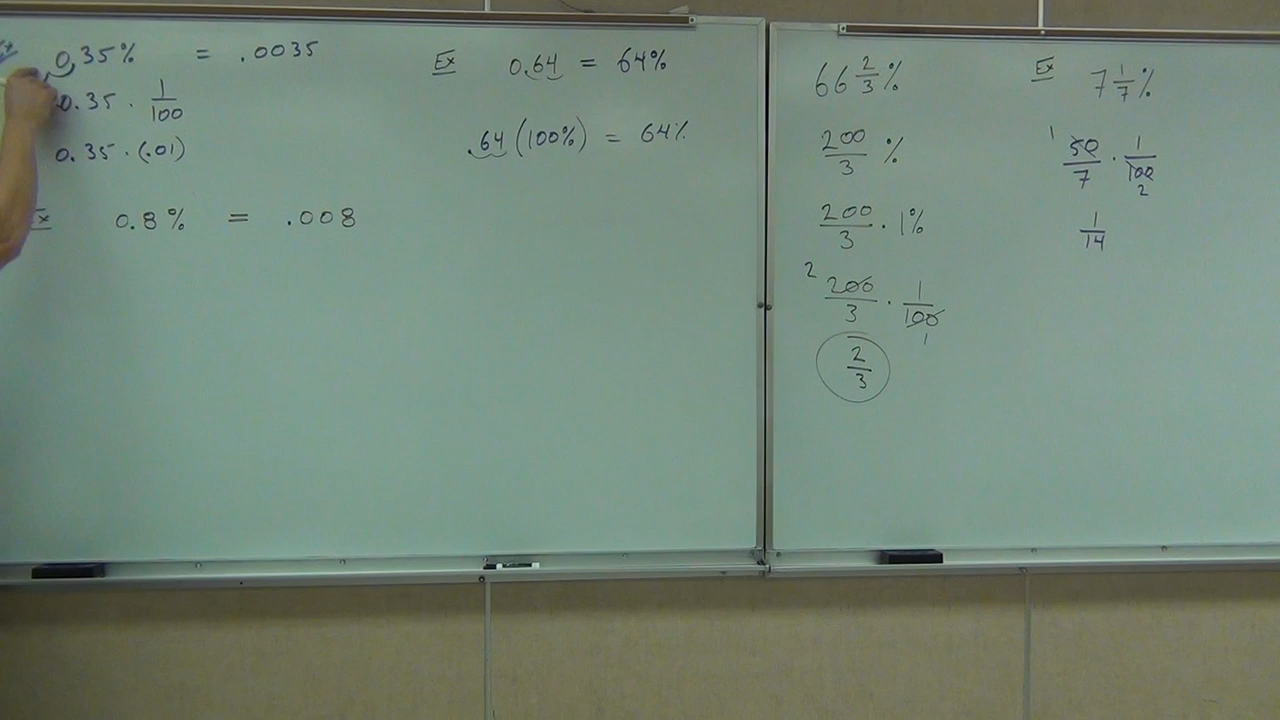 Ex 0.35% = .0035
0.35 · 1/100
0.35 · (.01)
Ex 0.8% = .008
Ex 0.64 = 64%
.64 (100%) = 64%
66 2/3 %
200/3 %
200/3 · 1%
2 200/3 · 1/100 1
2/3
Ex 7 1/7 %
1 50/7 · 1/100 2
1/14